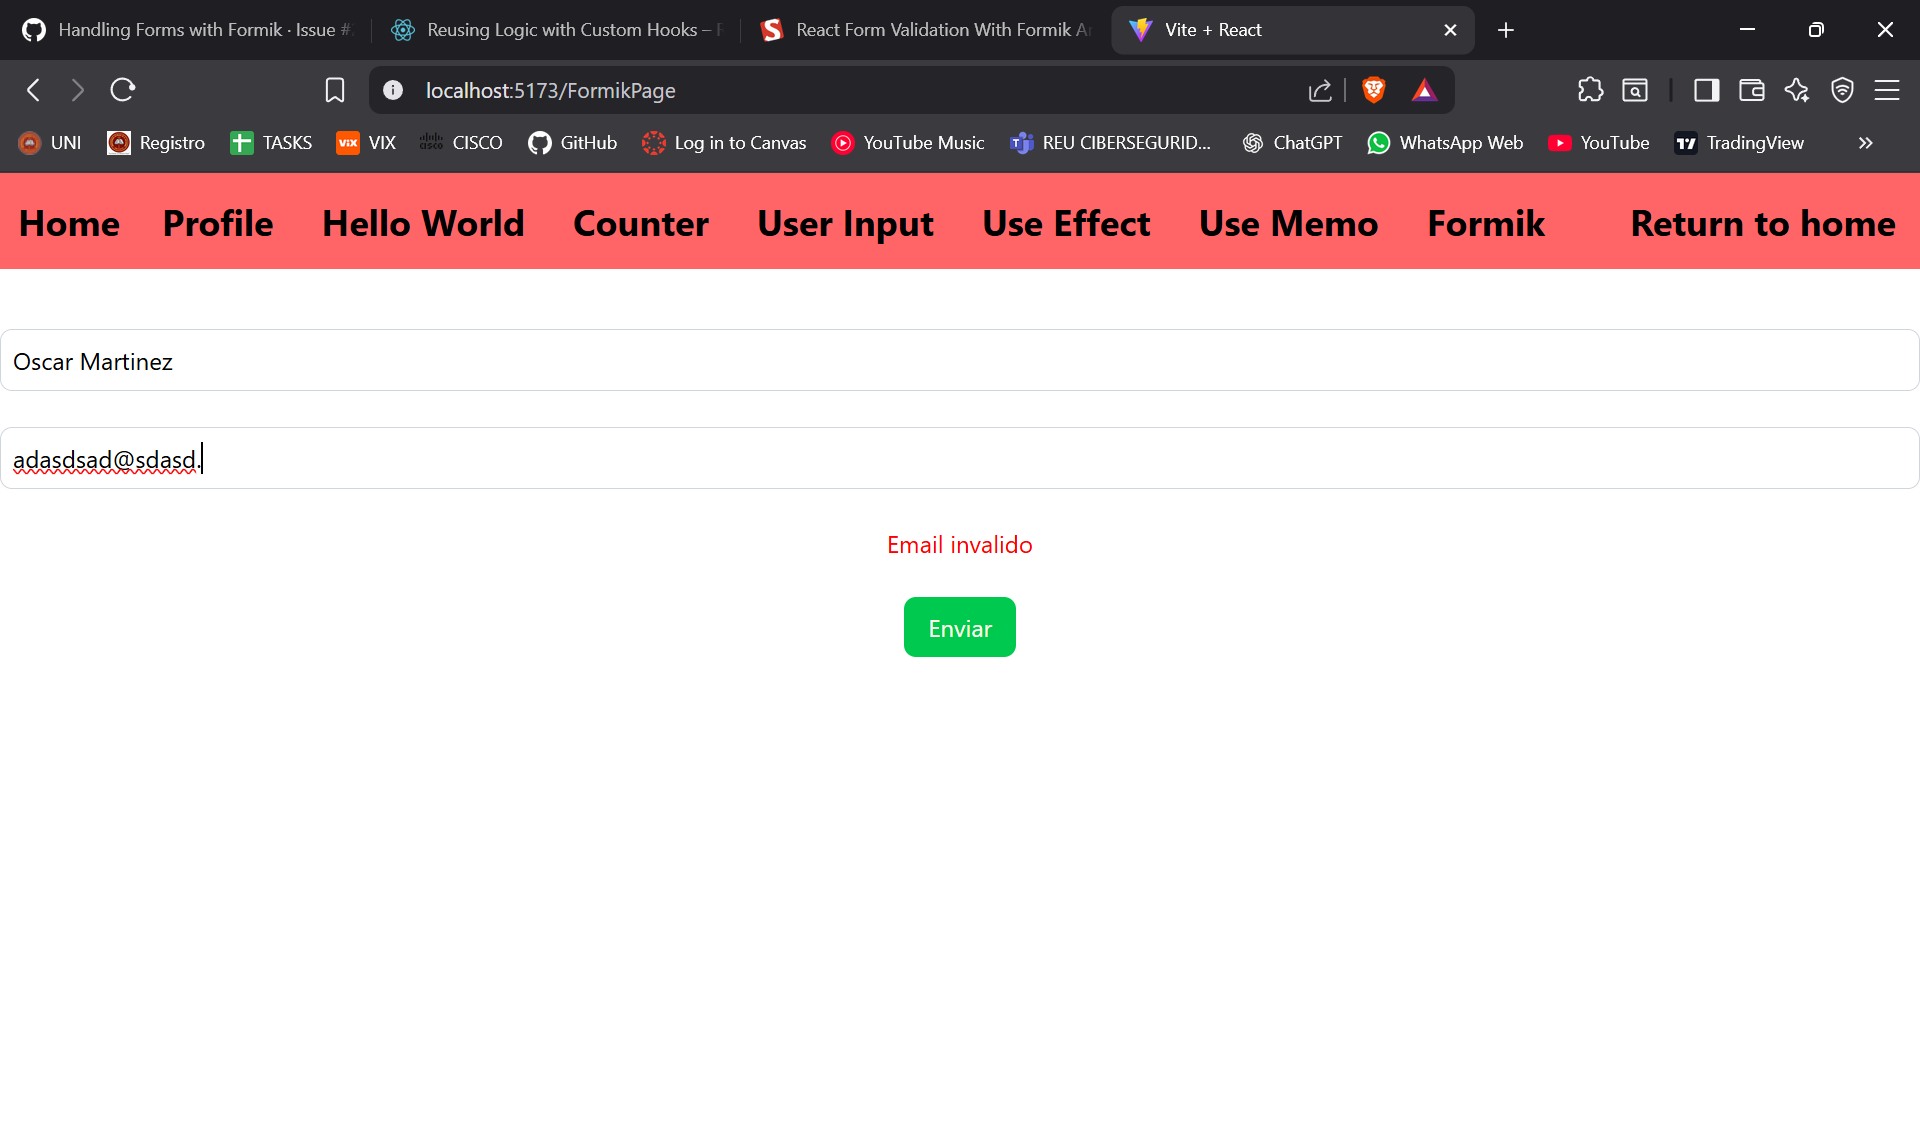 Handling Forms with Formik · Issue #
Reusing Logic with Custom Hooks –
React Form Validation With Formik A
Vite + React
localhost:5173/FormikPage
UNI
Registro
TASKS
VIX
CISCO
GitHub
Log in to Canvas
YouTube Music
REU CIBERSEGURID...
ChatGPT
WhatsApp Web
YouTube
TradingView
Home Profile Hello World Counter User Input Use Effect Use Memo Formik Return to home
Oscar Martinez
adasdsad@sdasd.
Email invalido
Enviar